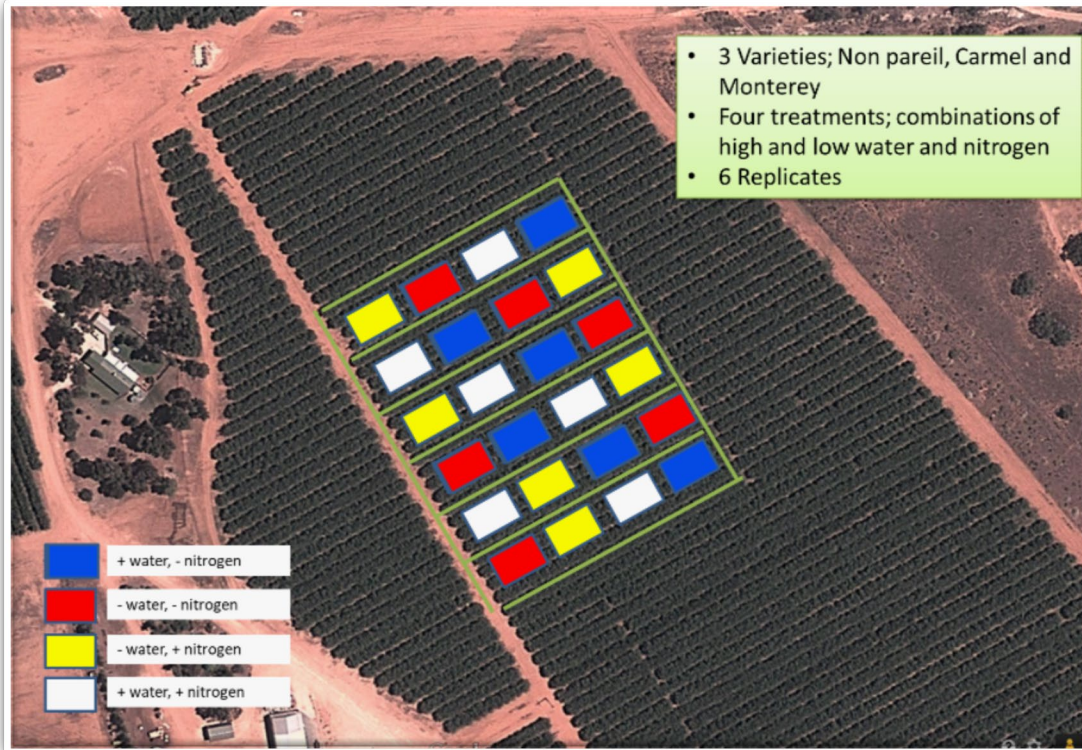 • 3 Varieties; Non pareil, Carmel and
Monterey
• Four treatments; combinations of
high and low water and nitrogen
• 6 Replicates
+ water, - nitrogen
- water, - nitrogen
- water, + nitrogen
+ water, + nitrogen